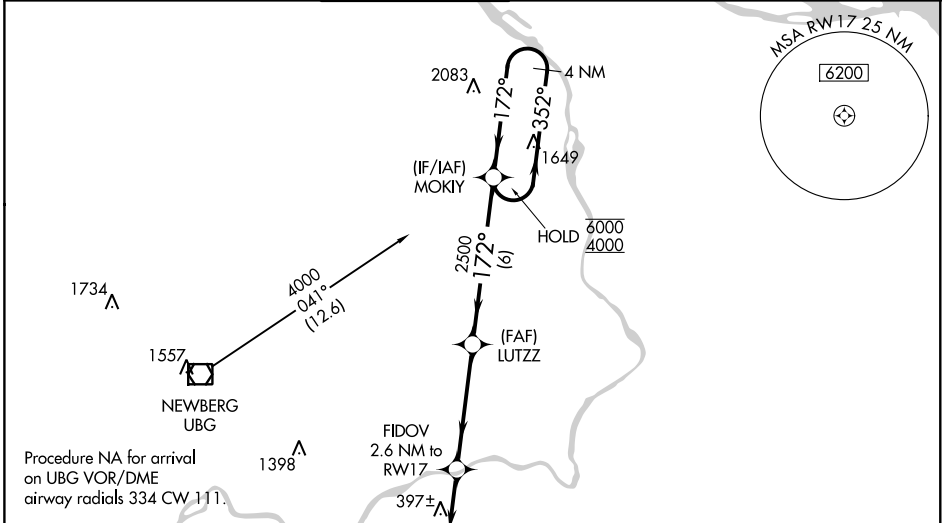 MSA RW17 25 NM
6200
2083
4 NM
172°
352°
1649
(IF/IAF)
MOKIY
HOLD
6000
4000
2500
172°
(6)
4000
041°
(12.6)
1734
(FAF)
LUTZZ
1557
NEWBERG
UBG
FIDOV
2.6 NM to
RW17
1398
Procedure NA for arrival
on UBG VOR/DME
airway radials 334 CW 111.
397±